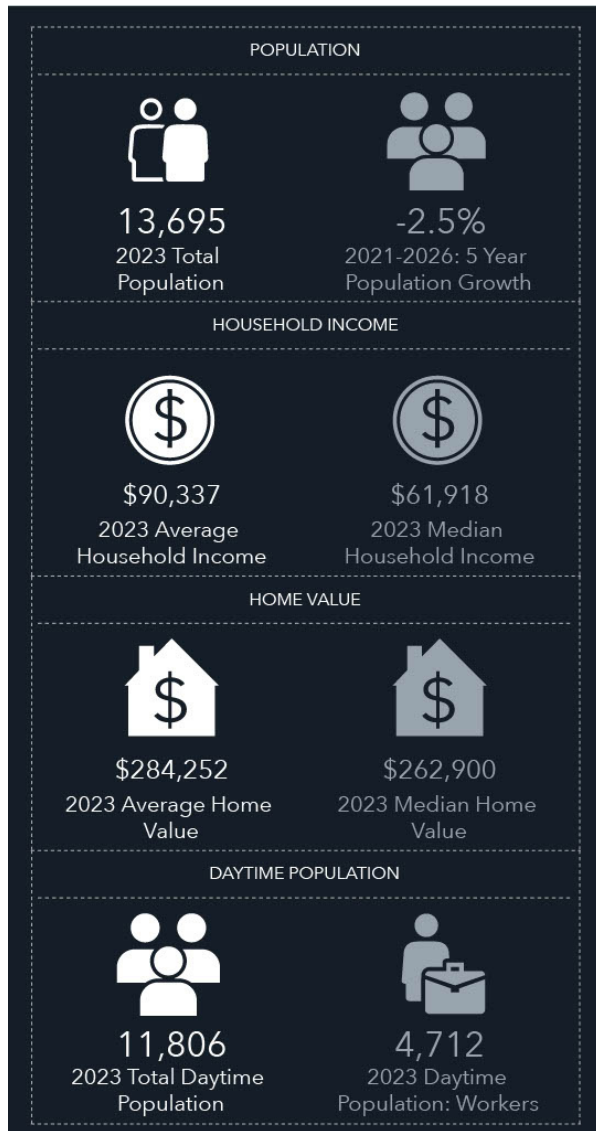 POPULATION
13,695
2023 Total
Population
-2.5%
2021-2026: 5 Year
Population Growth
HOUSEHOLD INCOME
$
$90,337
2023 Average
Household Income
$
$61,918
2023 Median
Household Income
HOME VALUE
$
$284,252
2023 Average Home
Value
$
$262,900
2023 Median Home
Value
DAYTIME POPULATION
11,806
2023 Total Daytime
Population
4,712
2023 Daytime
Population: Workers